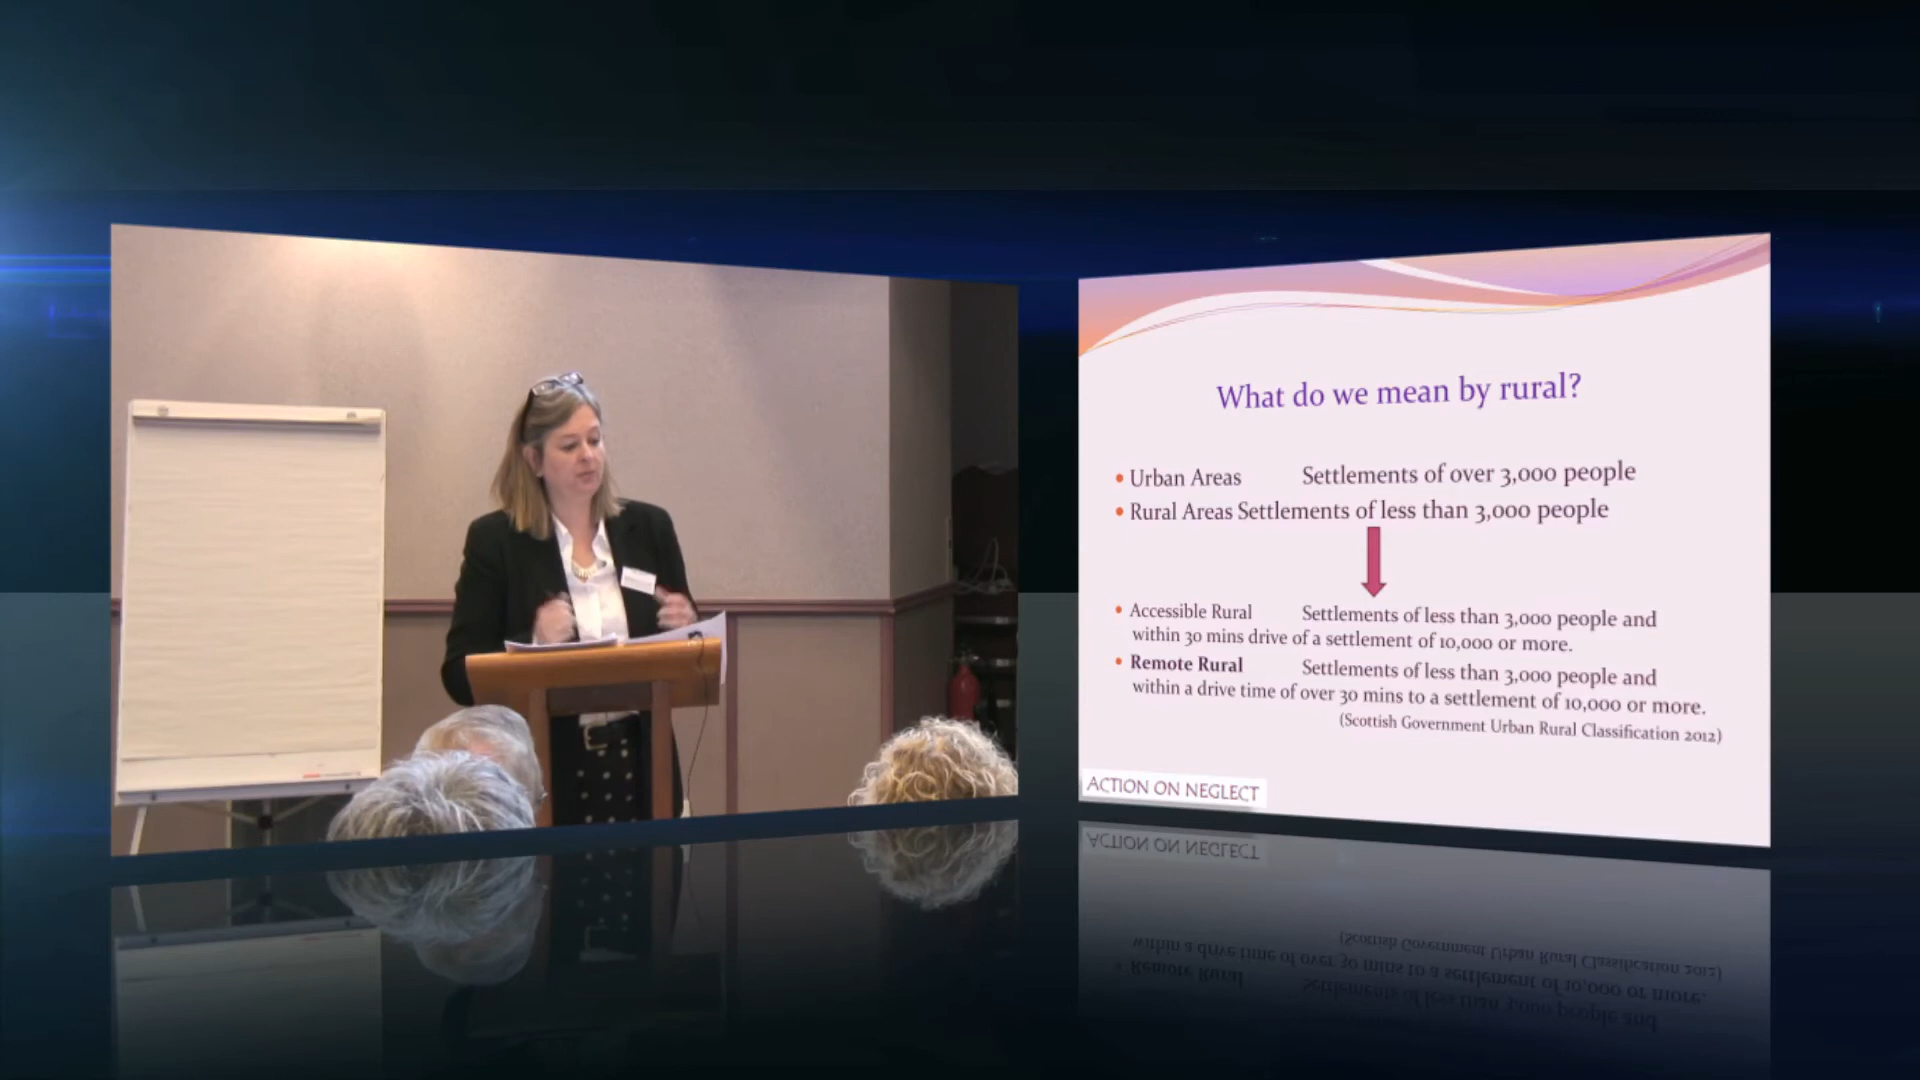 What do we mean by rural?
• Urban Areas Settlements of over 3,000 people
• Rural Areas Settlements of less than 3,000 people
• Accessible Rural Settlements of less than 3,000 people and
within 30 mins drive of a settlement of 10,000 or more.
• Remote Rural Settlements of less than 3,000 people and
within a drive time of over 30 mins to a settlement of 10,000 or more.
(Scottish Government Urban Rural Classification 2012)
ACTION ON NEGLECT